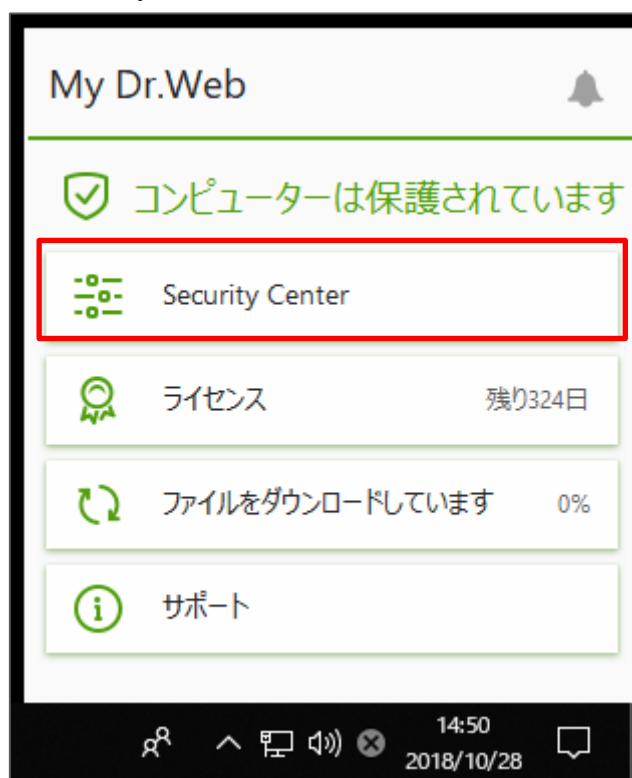 My Dr.Web
コンピューターは保護されています
Security Center
ライセンス 残り324日
ファイルをダウンロードしています 0%
サポート
14:50
2018/10/28